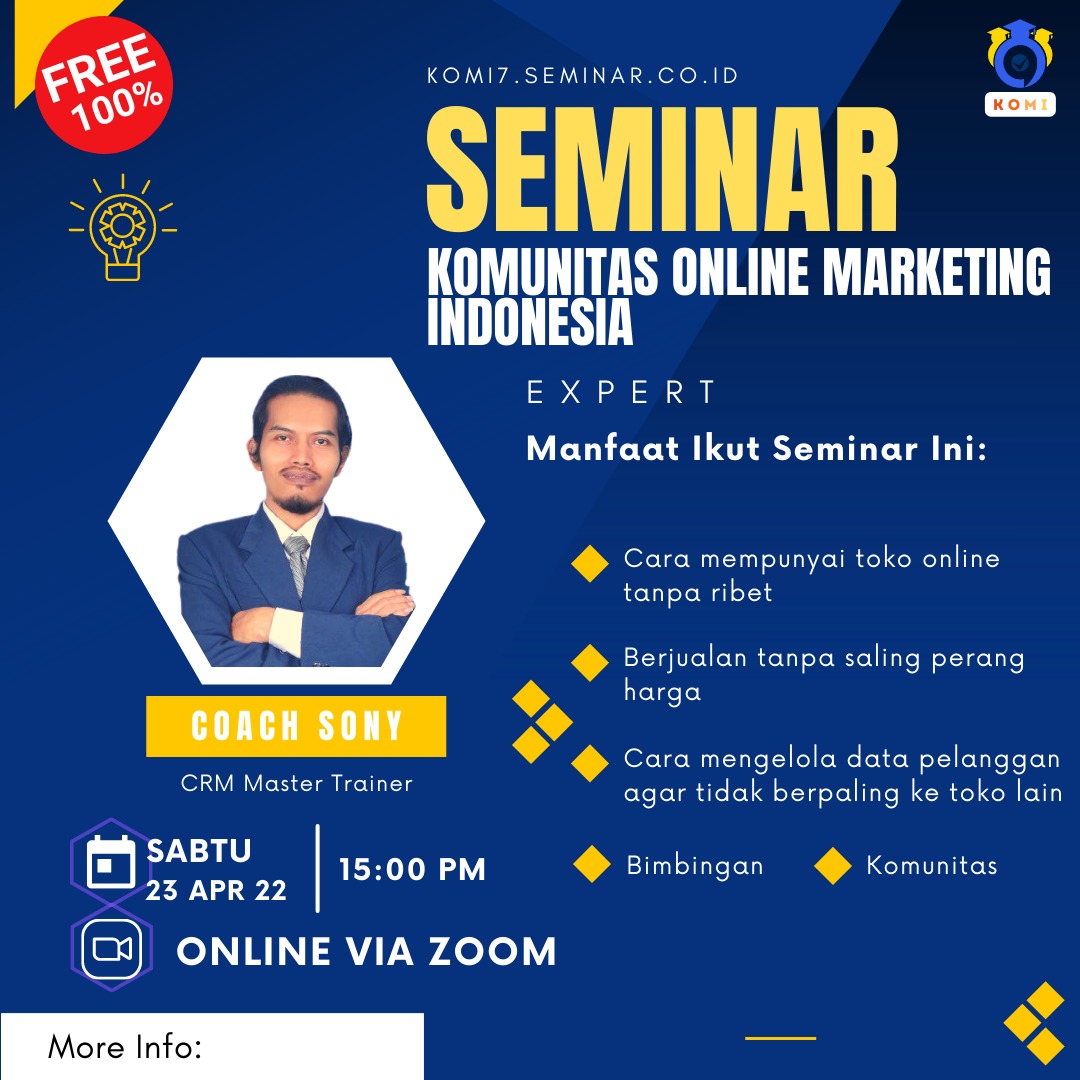 FREE
100%
KOMI7.SEMINAR.CO.ID
KOMI
SEMINAR
KOMUNITAS ONLINE MARKETING
INDONESIA
EXPERT
Manfaat Ikut Seminar Ini:
Cara mempunyai toko online
tanpa ribet
Berjualan tanpa saling perang
harga
Cara mengelola data pelanggan
agar tidak berpaling ke toko lain
Bimbingan
Komunitas
COACH SONY
CRM Master Trainer
SABTU
23 APR 22
15:00 PM
ONLINE VIA ZOOM
More Info: